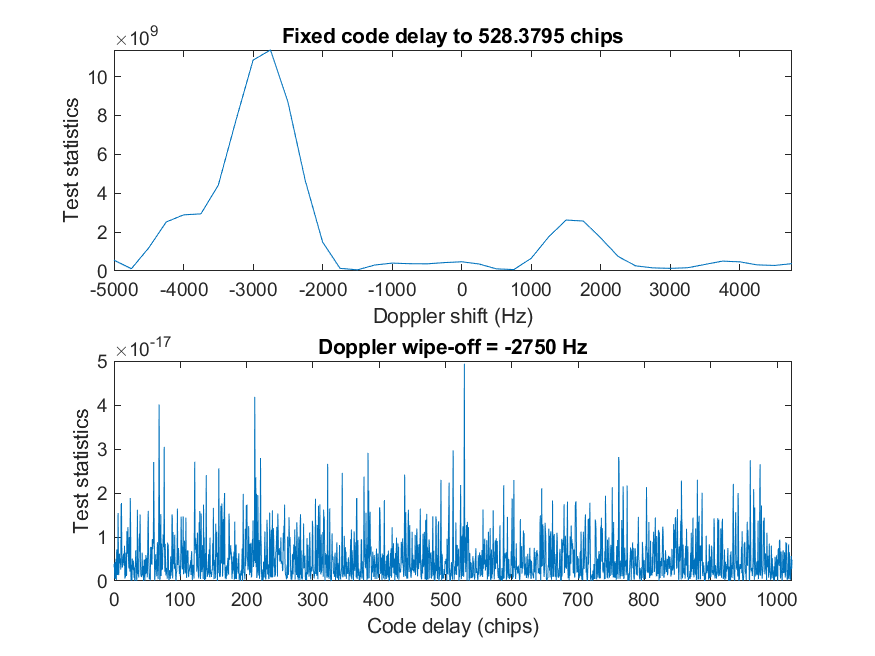 ×10^9
Fixed code delay to 528.3795 chips
10
8
6
4
2
0
Test statistics
-5000 -4000 -3000 -2000 -1000 0 1000 2000 3000 4000
Doppler shift (Hz)
×10^-17
Doppler wipe-off = -2750 Hz
5
4
3
2
1
0
Test statistics
0 100 200 300 400 500 600 700 800 900 1000
Code delay (chips)